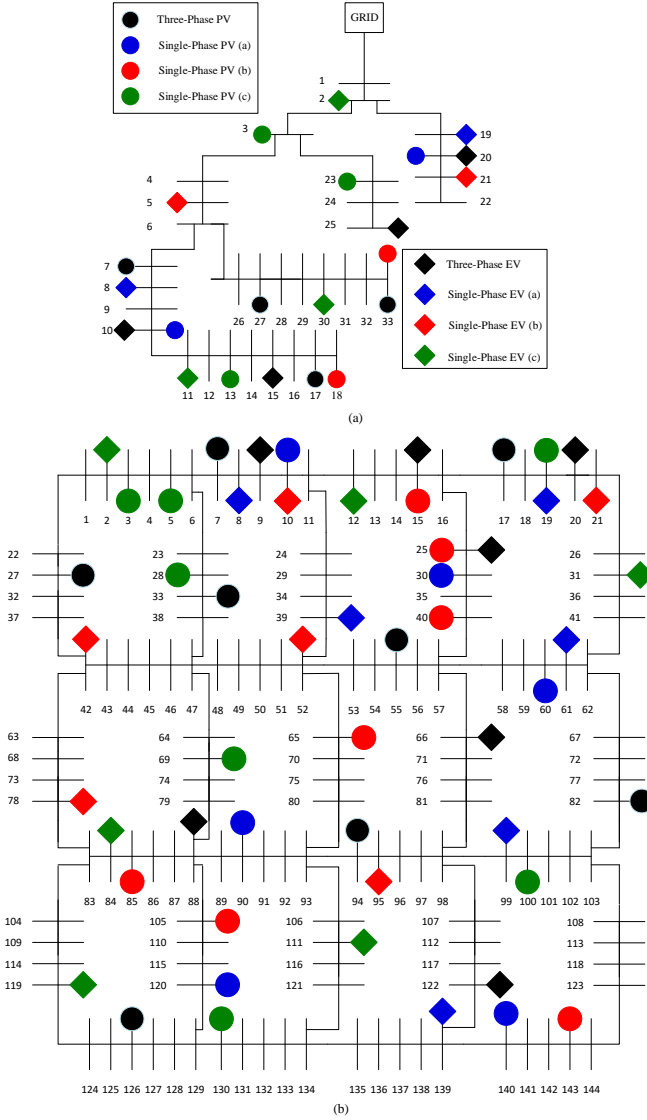 Three-Phase PV
Single-Phase PV (a)
Single-Phase PV (b)
Single-Phase PV (c)
GRID
1
2
3
19
20
21
22
4
5
6
23
24
25
7
8
9
10
26 27 28 29 30 31 32 33
Three-Phase EV
Single-Phase EV (a)
Single-Phase EV (b)
Single-Phase EV (c)
11 12 13 14 15 16 17 18
(a)
1 2 3 4 5 6 7 8 9 10 11 12 13 14 15 16 17 18 19 20 21
22 23 24 25 26
27 28 29 30 31
32 33 34 35 36
37 38 39 40 41
42 43 44 45 46 47 48 49 50 51 52 53 54 55 56 57 58 59 60 61 62
63 64 65 66 67
68 69 70 71 72
73 74 75 76 77
78 79 80 81 82
83 84 85 86 87 88 89 90 91 92 93 94 95 96 97 98 99 100 101 102 103
104 105 106 107 108
109 110 111 112 113
114 115 116 117 118
119 120 121 122 123
124 125 126 127 128 129 130 131 132 133 134 135 136 137 138 139 140 141 142 143 144
(b)